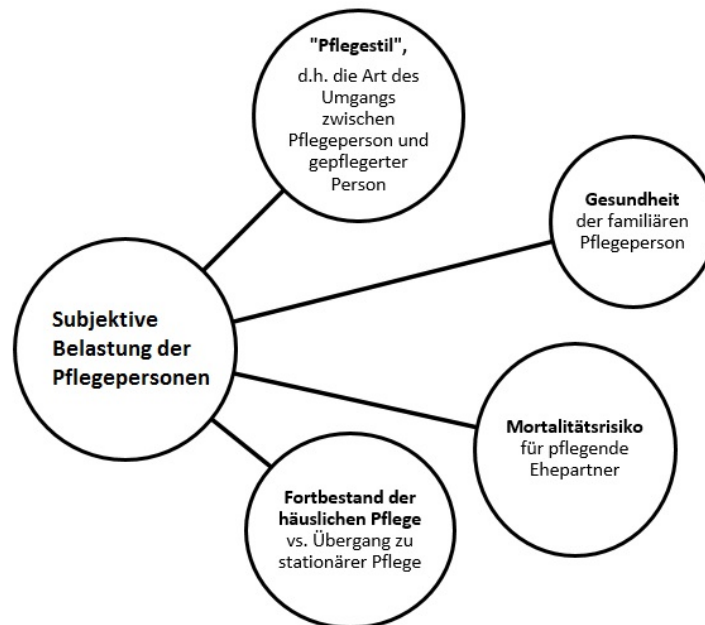 "Pflegestil",
d.h. die Art des
Umgangs
zwischen
Pflegeperson und
gepflegerter
Person
Gesundheit
der familiären
Pflegeperson
Subjektive
Belastung der
Pflegepersonen
Mortalitätsrisiko
für pflegende
Ehepartner
Fortbestand der
häuslichen Pflege
vs. Übergang zu
stationärer Pflege